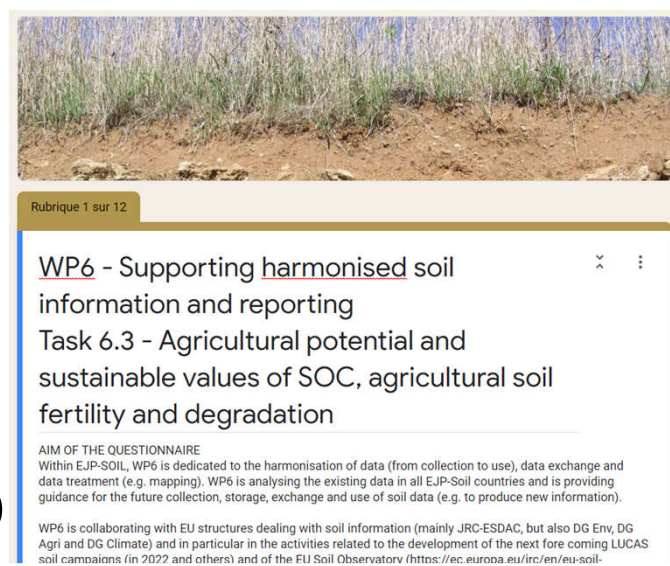 Rubrique 1 sur 12
WP6 - Supporting harmonised soil
information and reporting
Task 6.3 - Agricultural potential and
sustainable values of SOC, agricultural soil
fertility and degradation
AIM OF THE QUESTIONNAIRE
Within EJP-SOIL, WP6 is dedicated to the harmonisation of data (from collection to use), data exchange and
data treatment (e.g. mapping). WP6 is analysing the existing data in all EJP-Soil countries and is providing
guidance for the future collection, storage, exchange and use of soil data (e.g. to produce new information).
WP6 is collaborating with EU structures dealing with soil information (mainly JRC-ESDAC, but also DG Env, DG
Agri and DG Climate) and in particular in the activities related to the development of the next fore coming LUCAS
soil campaigns (in 2022 and others) and of the EU Soil Observatory (https://ec.europa.eu/jrc/en/eu-soil-